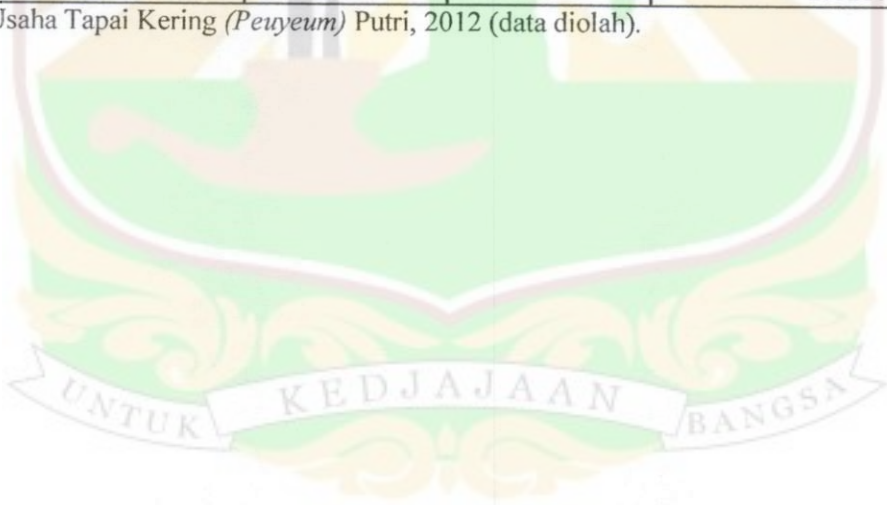 Usaha Tapai Kering (Peuyeum) Putri, 2012 (data diolah).
UNTUK KEDJAJAAN BANGSA